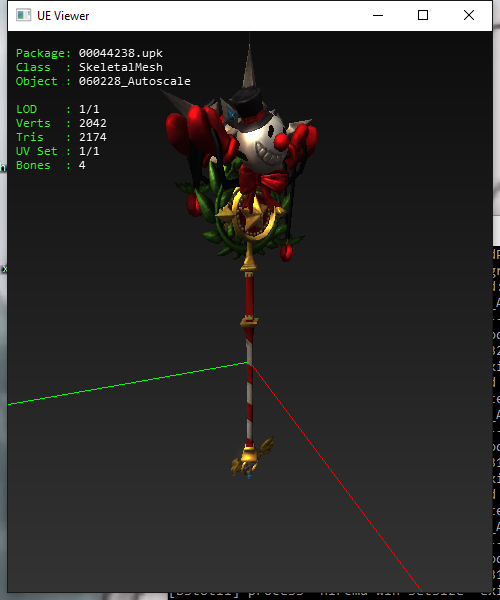 UE Viewer
Package: 00044238.upk
Class : SkeletalMesh
Object : 060228_Autoscale
LOD : 1/1
Verts : 2042
Tris : 2174
UV Set : 1/1
Bones : 4